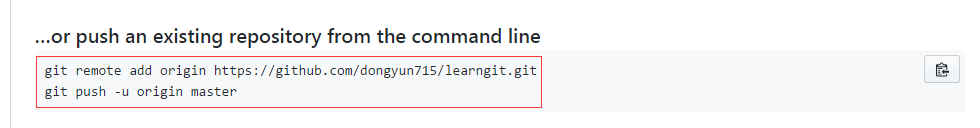 ...or push an existing repository from the command line
git remote add origin https://github.com/dongyun715/learngit.git
git push -u origin master